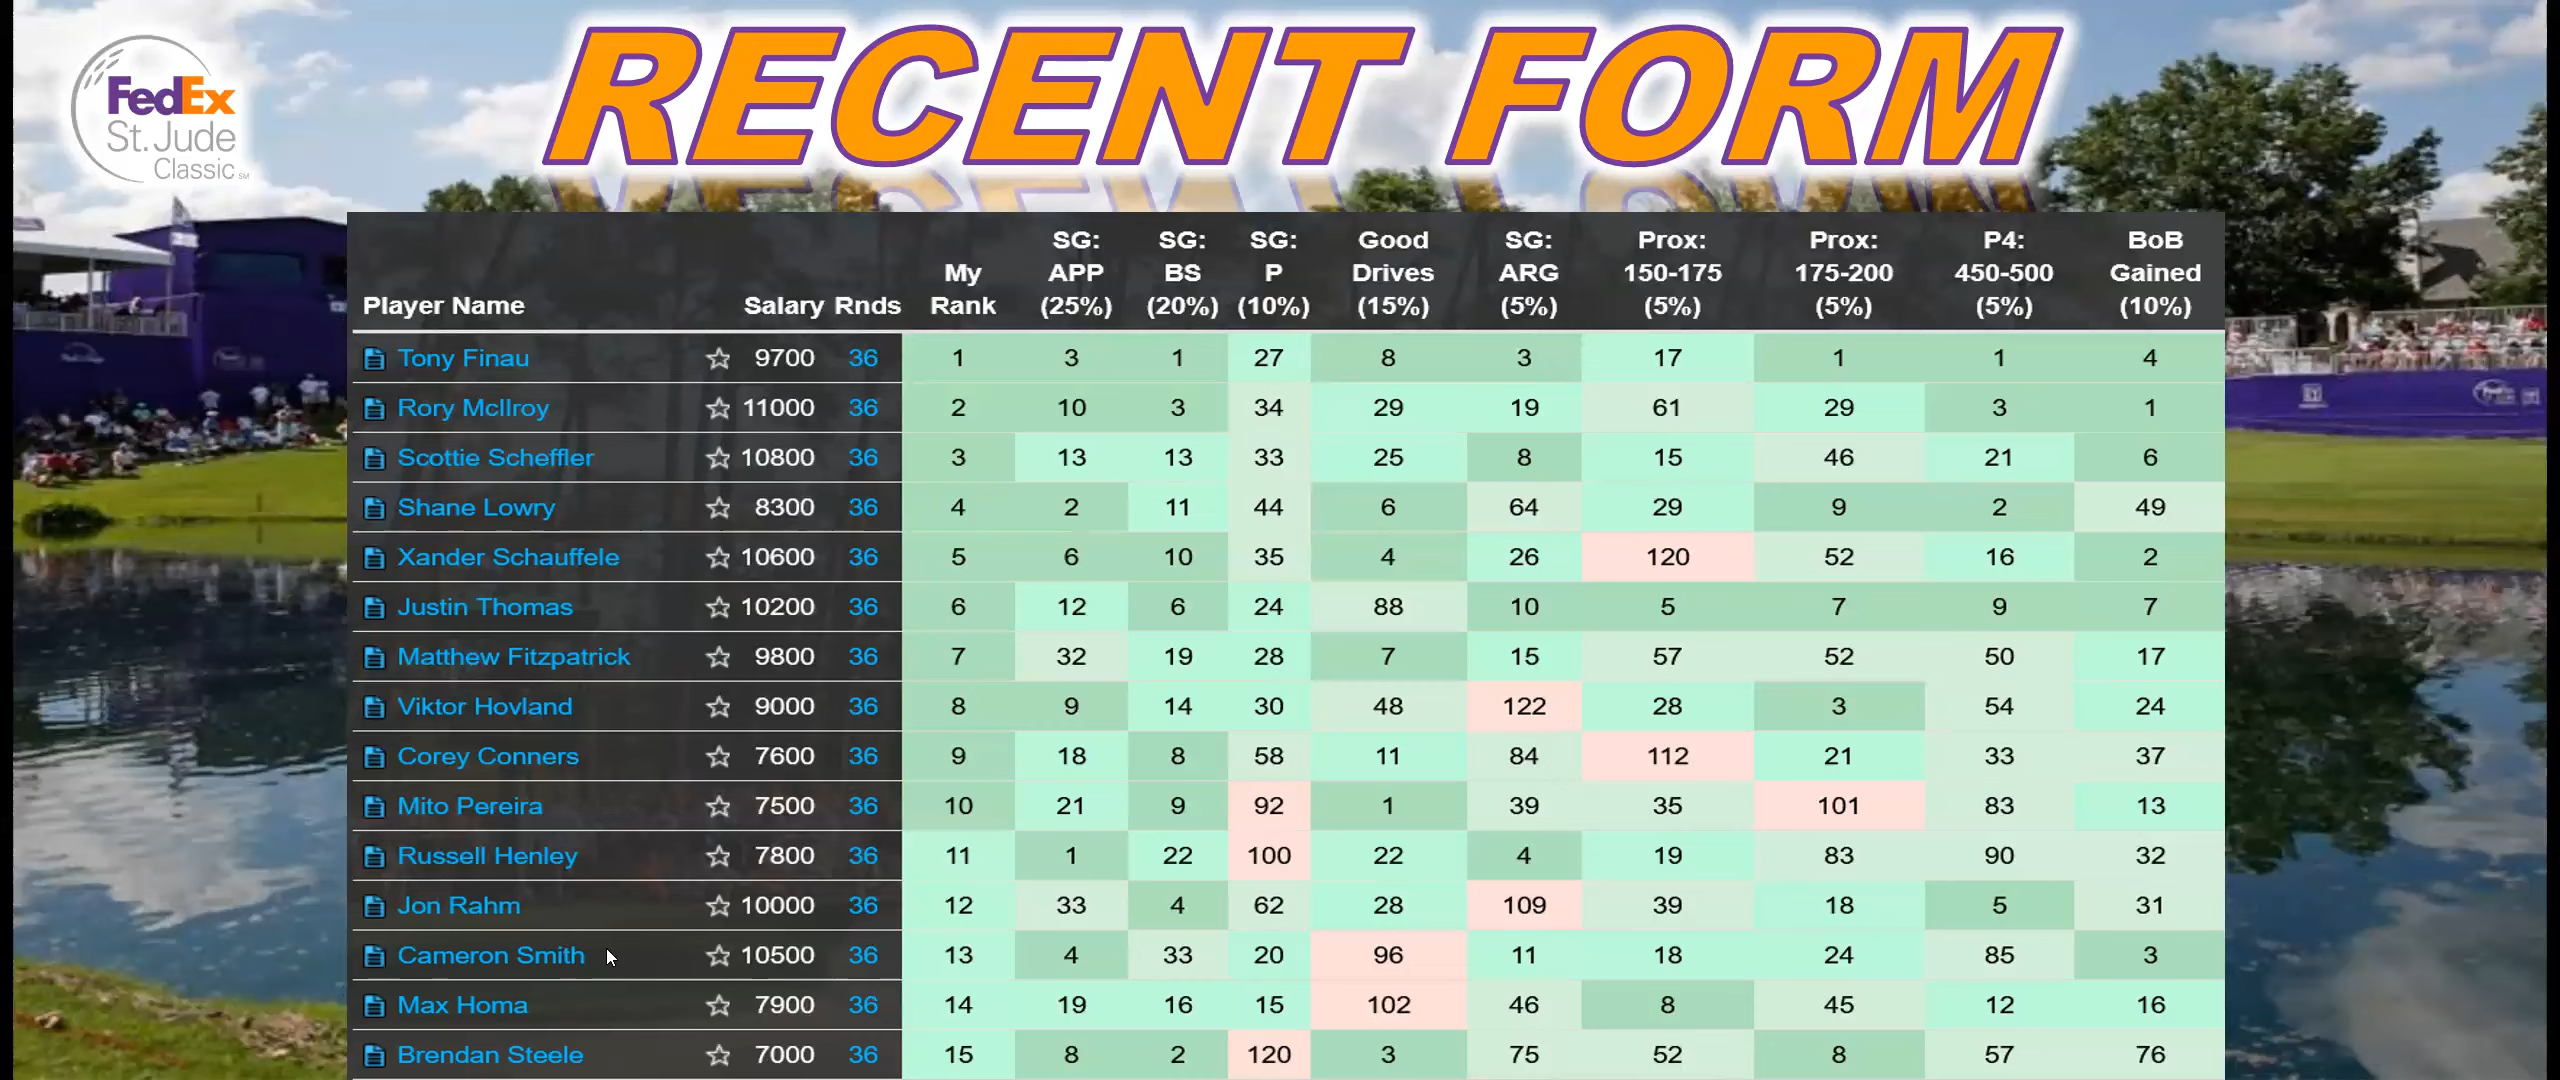 RECENT FORM
FedEx
St. Jude
Classic SM
Player Name Salary Rnds My Rank SG: APP (25%) SG: BS (20%) SG: P (10%) Good Drives (15%) SG: ARG (5%) Prox: 150-175 (5%) Prox: 175-200 (5%) P4: 450-500 (5%) BoB Gained (10%)
Tony Finau 9700 36 1 3 1 27 8 3 17 1 1 4
Rory McIlroy 11000 36 2 10 3 34 29 19 61 29 3 1
Scottie Scheffler 10800 36 3 13 13 33 25 8 15 46 21 6
Shane Lowry 8300 36 4 2 11 44 6 64 29 9 2 49
Xander Schauffele 10600 36 5 6 10 35 4 26 120 52 16 2
Justin Thomas 10200 36 6 12 6 24 88 10 5 7 9 7
Matthew Fitzpatrick 9800 36 7 32 19 28 7 15 57 52 50 17
Viktor Hovland 9000 36 8 9 14 30 48 122 28 3 54 24
Corey Conners 7600 36 9 18 8 58 11 84 112 21 33 37
Mito Pereira 7500 36 10 21 9 92 1 39 35 101 83 13
Russell Henley 7800 36 11 1 22 100 22 4 19 83 90 32
Jon Rahm 10000 36 12 33 4 62 28 109 39 18 5 31
Cameron Smith 10500 36 13 4 33 20 96 11 18 24 85 3
Max Homa 7900 36 14 19 16 15 102 46 8 45 12 16
Brendan Steele 7000 36 15 8 2 120 3 75 52 8 57 76